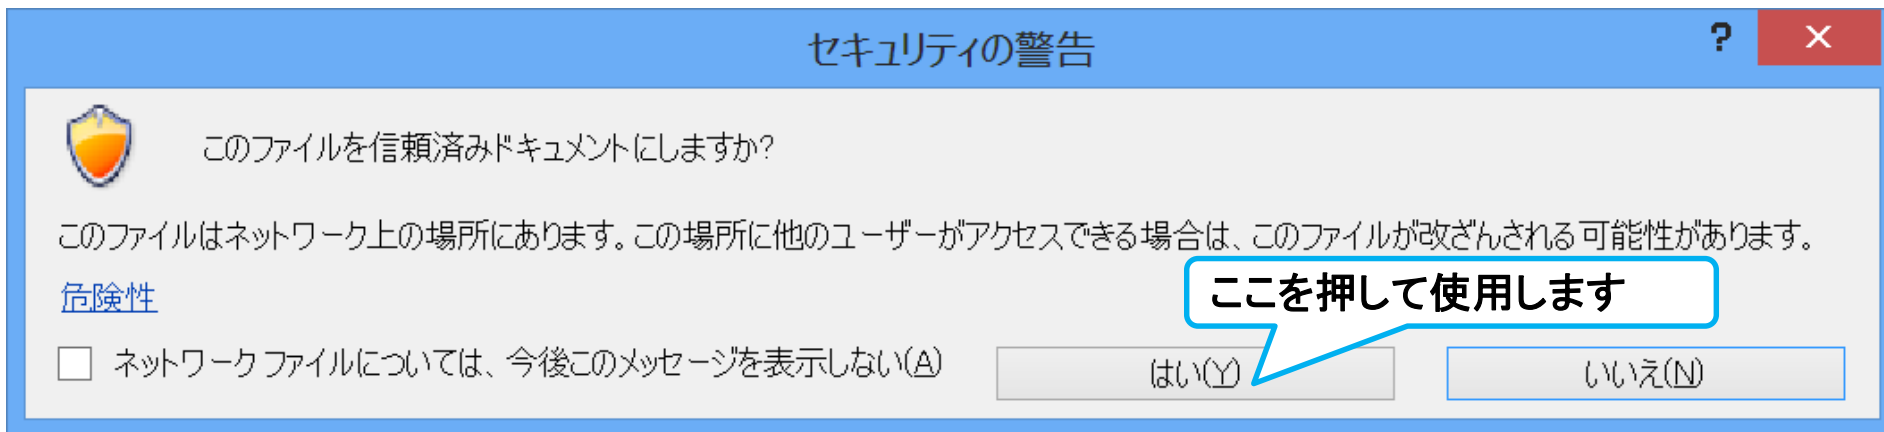 セキュリティの警告
?
このファイルを信頼済みドキュメントにしますか?
このファイルはネットワーク上の場所にあります。この場所に他のユーザーがアクセスできる場合は、このファイルが改ざんされる可能性があります。
危険性
ここを押して使用します
ネットワーク ファイルについては、今後このメッセージを表示しない(A)
はい(Y)
いいえ(N)